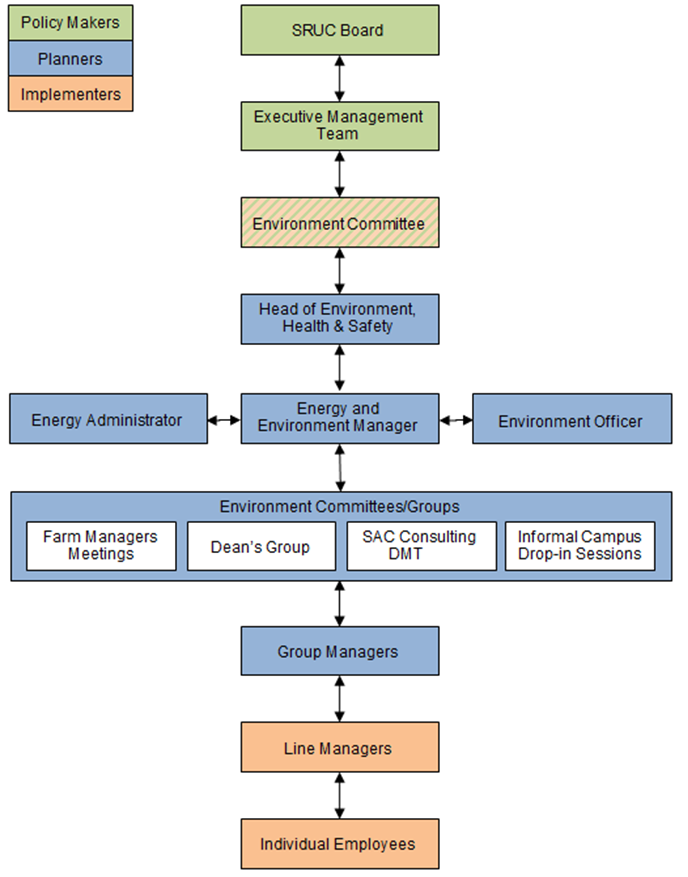 Policy Makers
Planners
Implementers
SRUC Board
Executive Management
Team
Environment Committee
Head of Environment,
Health & Safety
Energy Administrator
Energy and
Environment Manager
Environment Officer
Environment Committees/Groups
Farm Managers
Meetings
Dean's Group
SAC Consulting
DMT
Informal Campus
Drop-in Sessions
Group Managers
Line Managers
Individual Employees